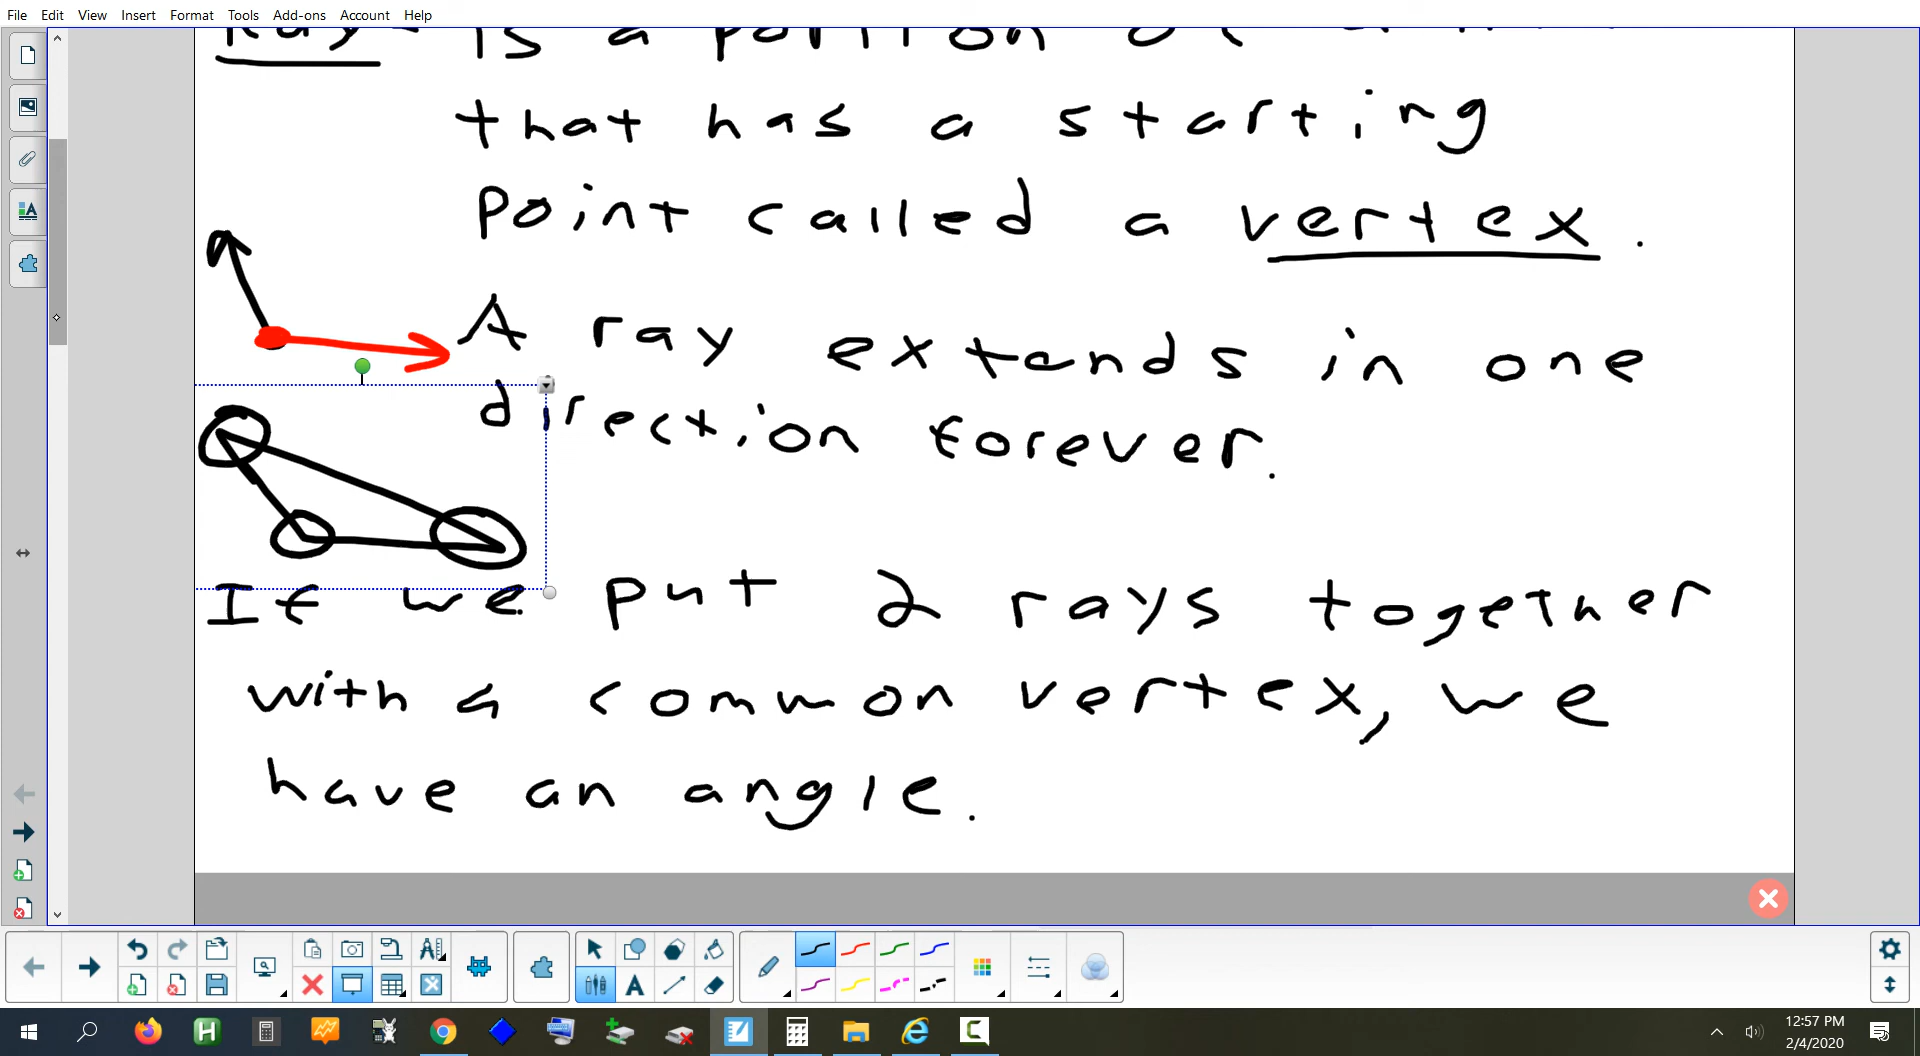 File Edit View Insert Format Tools Add-ons Account Help
Ray - is a portion of a
that has a starting
point called a vertex.
A ray extends in one
direction forever.
If we put 2 rays together
with a common vertex, we
have an angle.
A
12:57 PM
2/4/2020